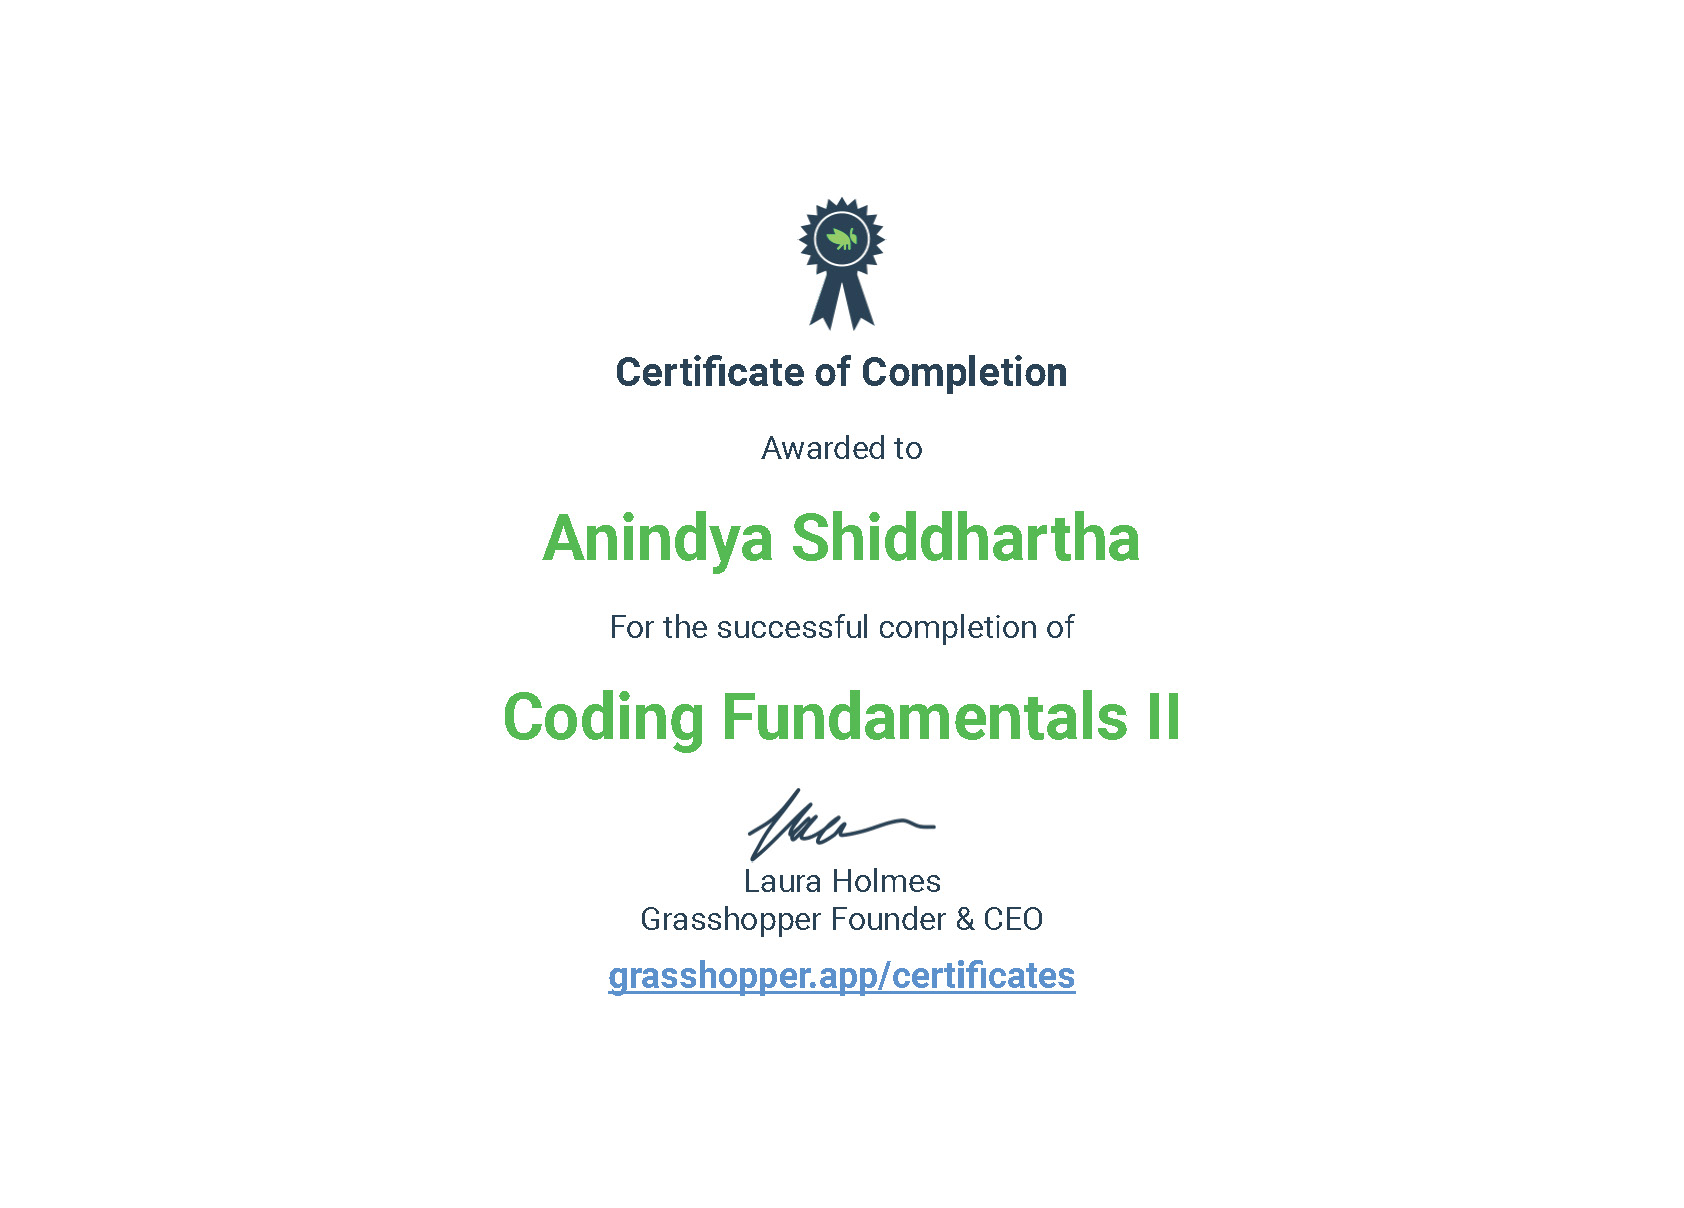 Certificate of Completion
Awarded to
Anindya Shiddhartha
For the successful completion of
Coding Fundamentals II
Laura Holmes
Grasshopper Founder & CEO
grasshopper.app/certificates